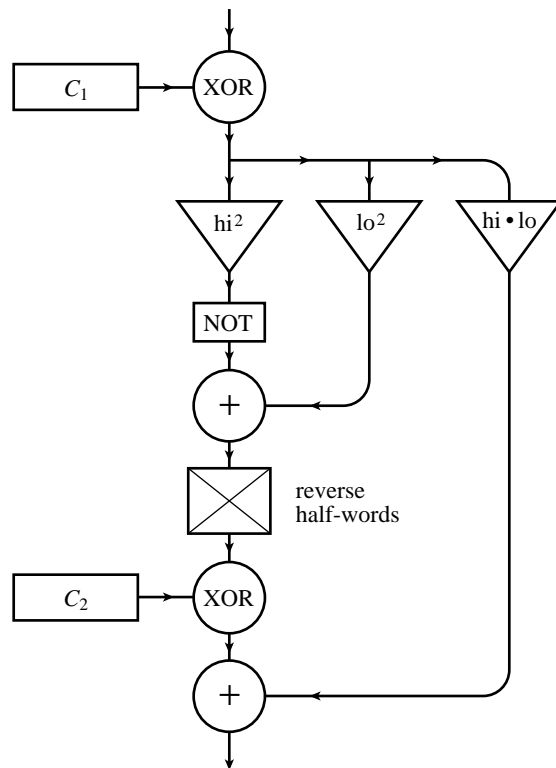 C₁
XOR
hi²
lo²
hi • lo
NOT
+
reverse
half-words
C₂
XOR
+